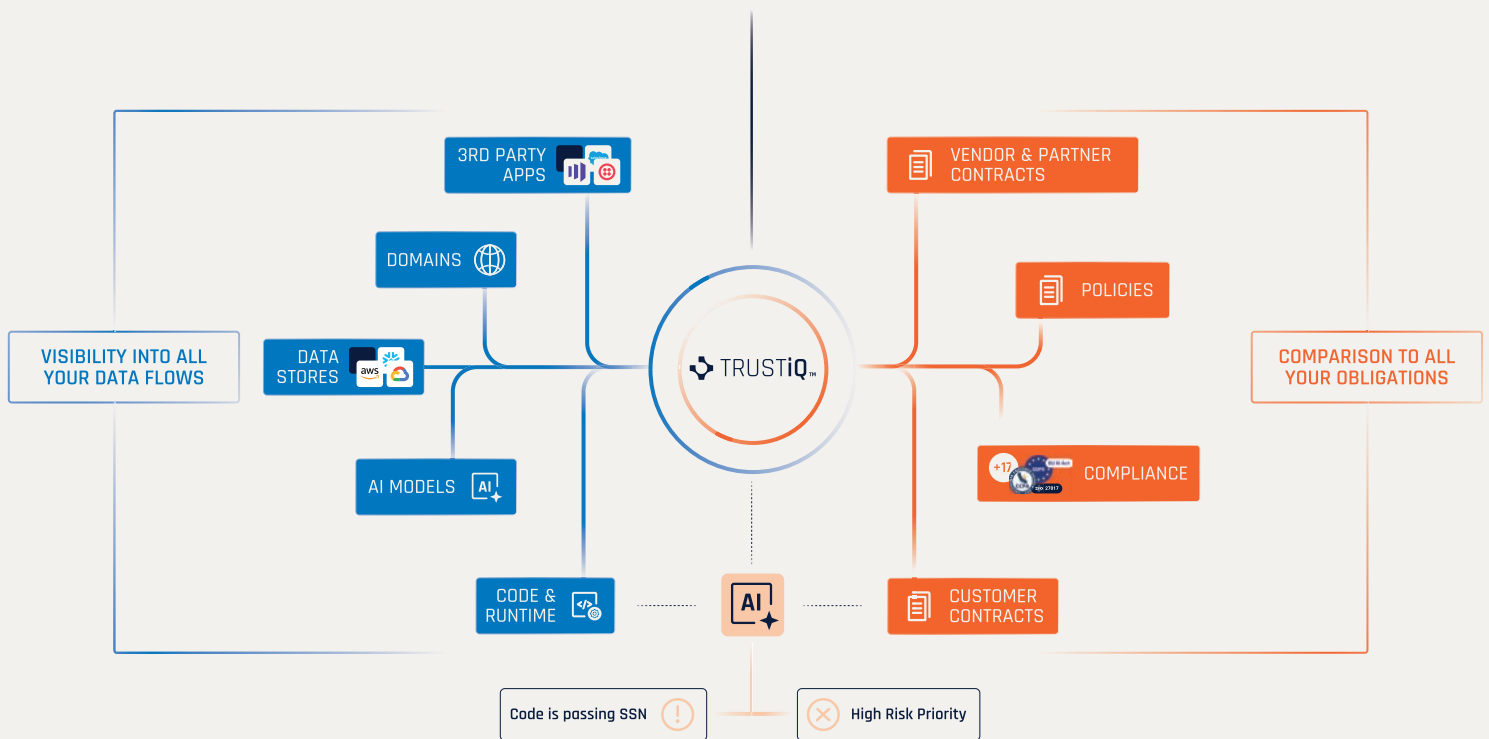 3RD PARTY
APPS
VENDOR & PARTNER
CONTRACTS
DOMAINS
POLICIES
VISIBILITY INTO ALL
YOUR DATA FLOWS
DATA
STORES
aws
TRUSTiQ™
COMPARISON TO ALL
YOUR OBLIGATIONS
AI MODELS
AI
+17
COMPLIANCE
CODE &
RUNTIME
</>
AI
CUSTOMER
CONTRACTS
Code is passing SSN
!
High Risk Priority